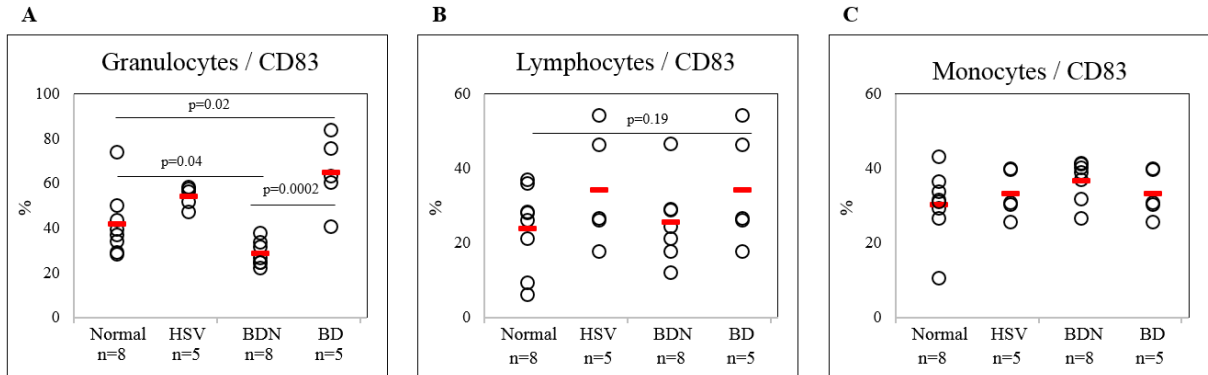 A
Granulocytes / CD83
100
80
60
40
20
0
%
p=0.02
p=0.04
p=0.0002
Normal HSV BDN BD
n=8 n=5 n=8 n=5
B
Lymphocytes / CD83
60
40
20
0
%
p=0.19
Normal HSV BDN BD
n=8 n=5 n=8 n=5
C
Monocytes / CD83
60
40
20
0
%
Normal HSV BDN BD
n=8 n=5 n=8 n=5